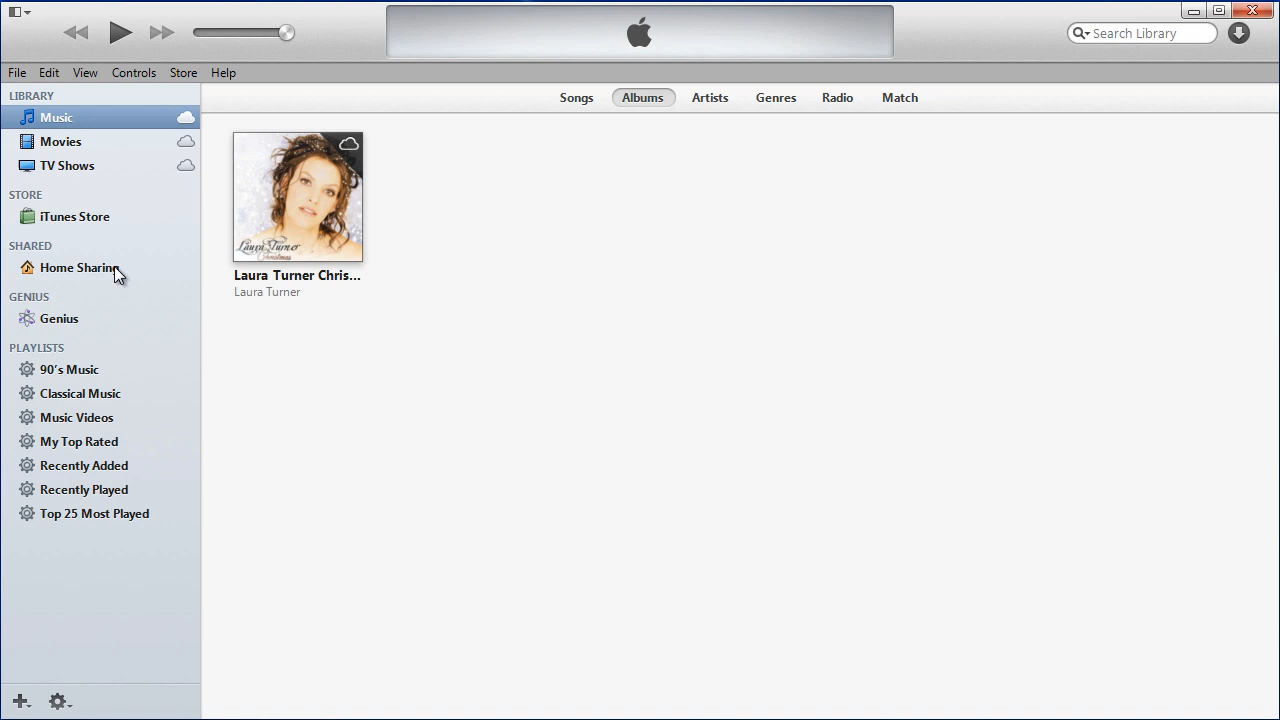 Search Library
File Edit View Controls Store Help
LIBRARY
Music
Movies
TV Shows
STORE
iTunes Store
SHARED
Home Sharing
GENIUS
Genius
PLAYLISTS
90's Music
Classical Music
Music Videos
My Top Rated
Recently Added
Recently Played
Top 25 Most Played
Songs Albums Artists Genres Radio Match
Laura Turner
Christmas
Laura Turner Chris...
Laura Turner